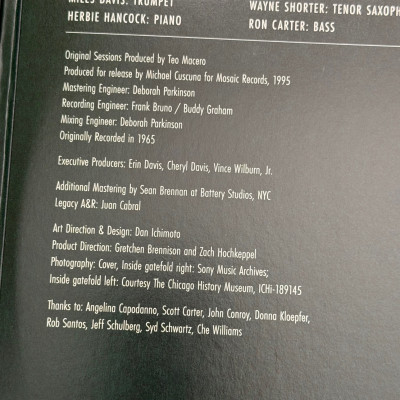 MILES DAVIS: TRUMPET
WAYNE SHORTER: TENOR SAXOPH
HERBIE HANCOCK: PIANO
RON CARTER: BASS
Original Sessions Produced by Teo Macero
Produced for release by Michael Cuscuna for Mosaic Records, 1995
Mastering Engineer: Deborah Parkinson
Recording Engineer: Frank Bruno / Buddy Graham
Mixing Engineer: Deborah Parkinson
Originally Recorded in 1965
Executive Producers: Erin Davis, Cheryl Davis, Vince Wilburn, Jr.
Additional Mastering by Sean Brennan at Battery Studios, NYC
Legacy A&R: Juan Cabral
Art Direction & Design: Dan Ichimoto
Product Direction: Gretchen Brennison and Zach Hochkeppel
Photography: Cover, Inside gatefold right: Sony Music Archives;
Inside gatefold left: Courtesy The Chicago History Museum, ICHi-189145
Thanks to: Angelina Capodanno, Scott Carter, John Conroy, Donna Kloepfer,
Rob Santos, Jeff Schulberg, Syd Schwartz, Che Williams